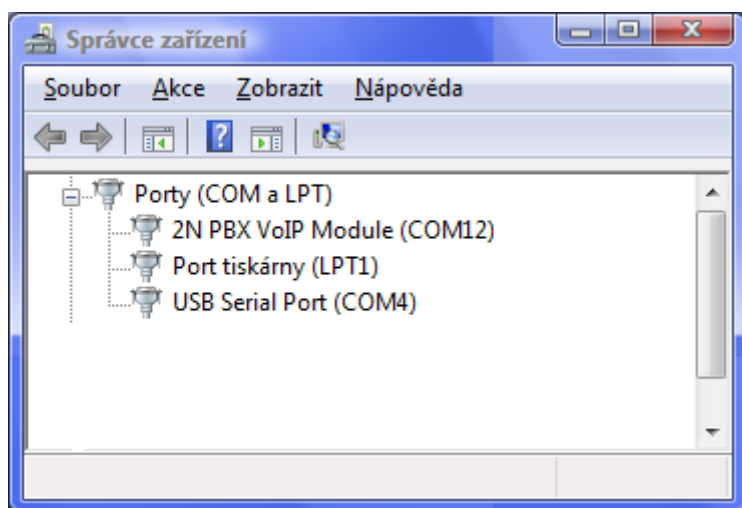 Správce zařízení
Soubor Akce Zobrazit Nápověda
Porty (COM a LPT)
2N PBX VoIP Module (COM12)
Port tiskárny (LPT1)
USB Serial Port (COM4)